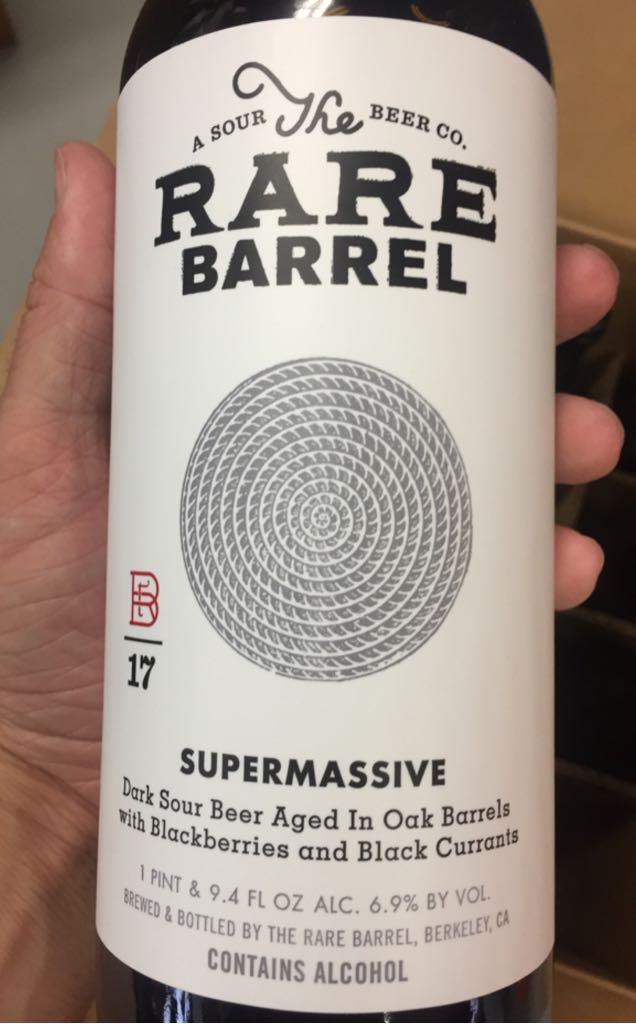 A SOUR The BEER CO.
RARE
BARREL
17
SUPERMASSIVE
Dark Sour Beer Aged In Oak Barrels
with Blackberries and Black Currants
1 PINT & 9.4 FL OZ ALC. 6.9% BY VOL.
BREWED & BOTTLED BY THE RARE BARREL, BERKELEY, CA
CONTAINS ALCOHOL